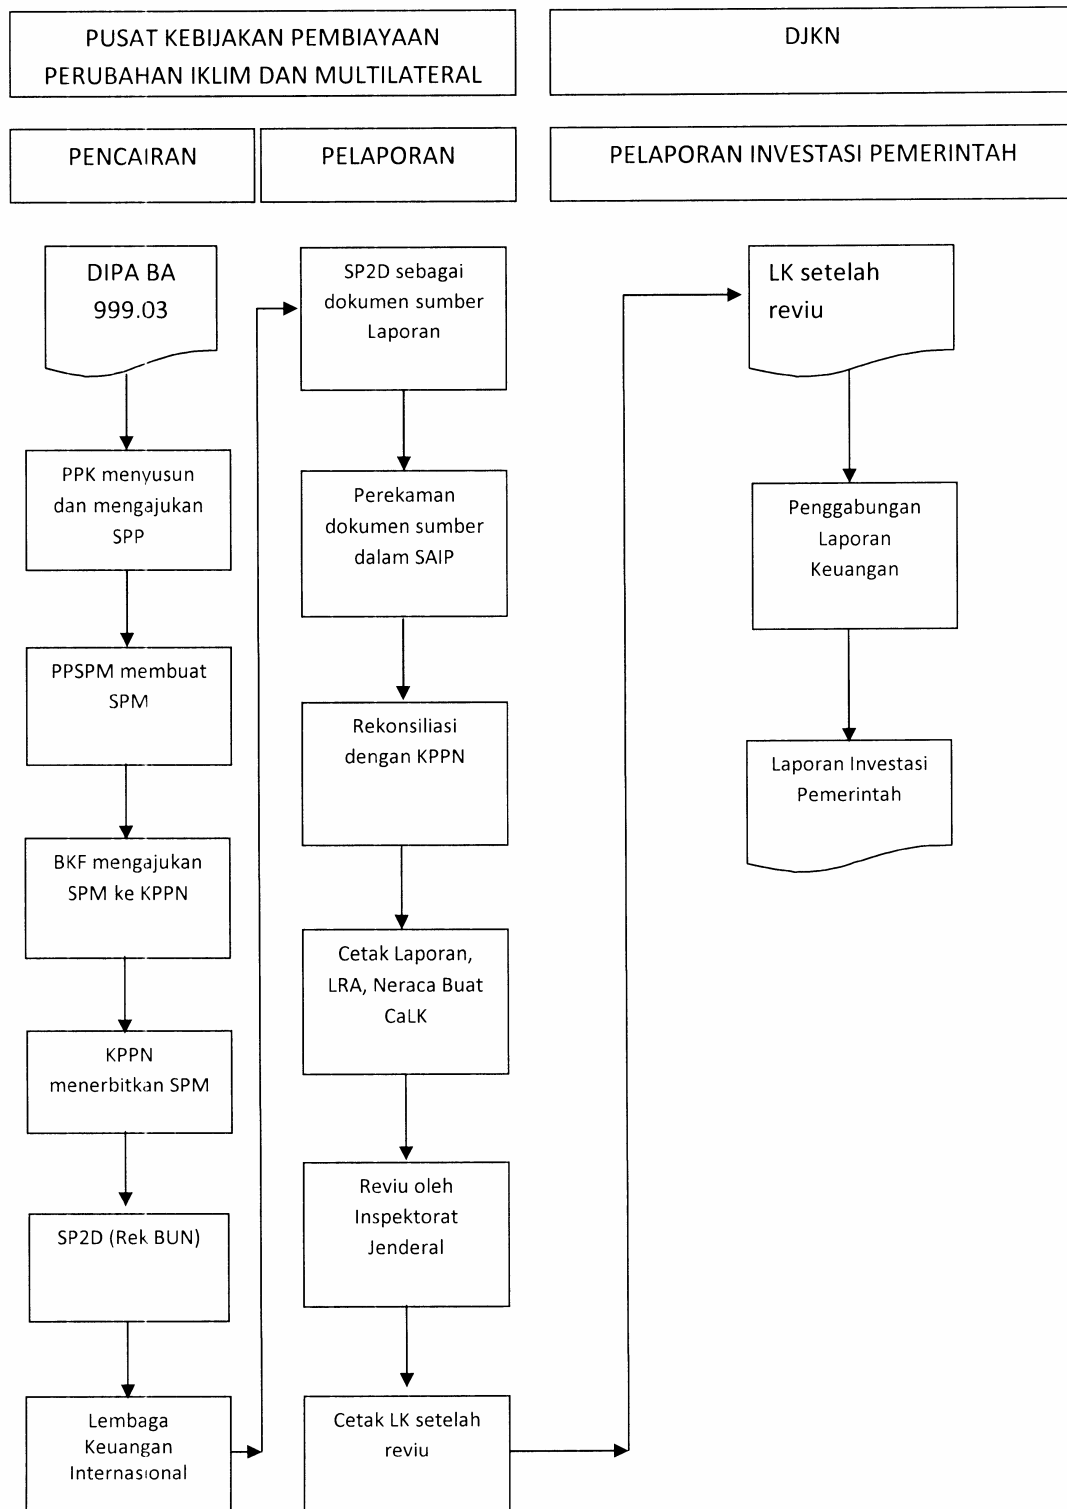 PUSAT KEBIJAKAN PEMBIAYAAN
PERUBAHAN IKLIM DAN MULTILATERAL
DJKN
PENCAIRAN
PELAPORAN
PELAPORAN INVESTASI PEMERINTAH
DIPA BA
999.03
PPK menyusun
dan mengajukan
SPP
PPSPM membuat
SPM
BKF mengajukan
SPM ke KPPN
KPPN
menerbitkan SPM
SP2D (Rek BUN)
Lembaga
Keuangan
Internasional
SP2D sebagai
dokumen sumber
Laporan
Perekaman
dokumen sumber
dalam SAIP
Rekonsiliasi
dengan KPPN
Cetak Laporan,
LRA, Neraca Buat
CaLK
Reviu oleh
Inspektorat
Jenderal
Cetak LK setelah
reviu
LK setelah
reviu
Penggabungan
Laporan
Keuangan
Laporan Investasi
Pemerintah